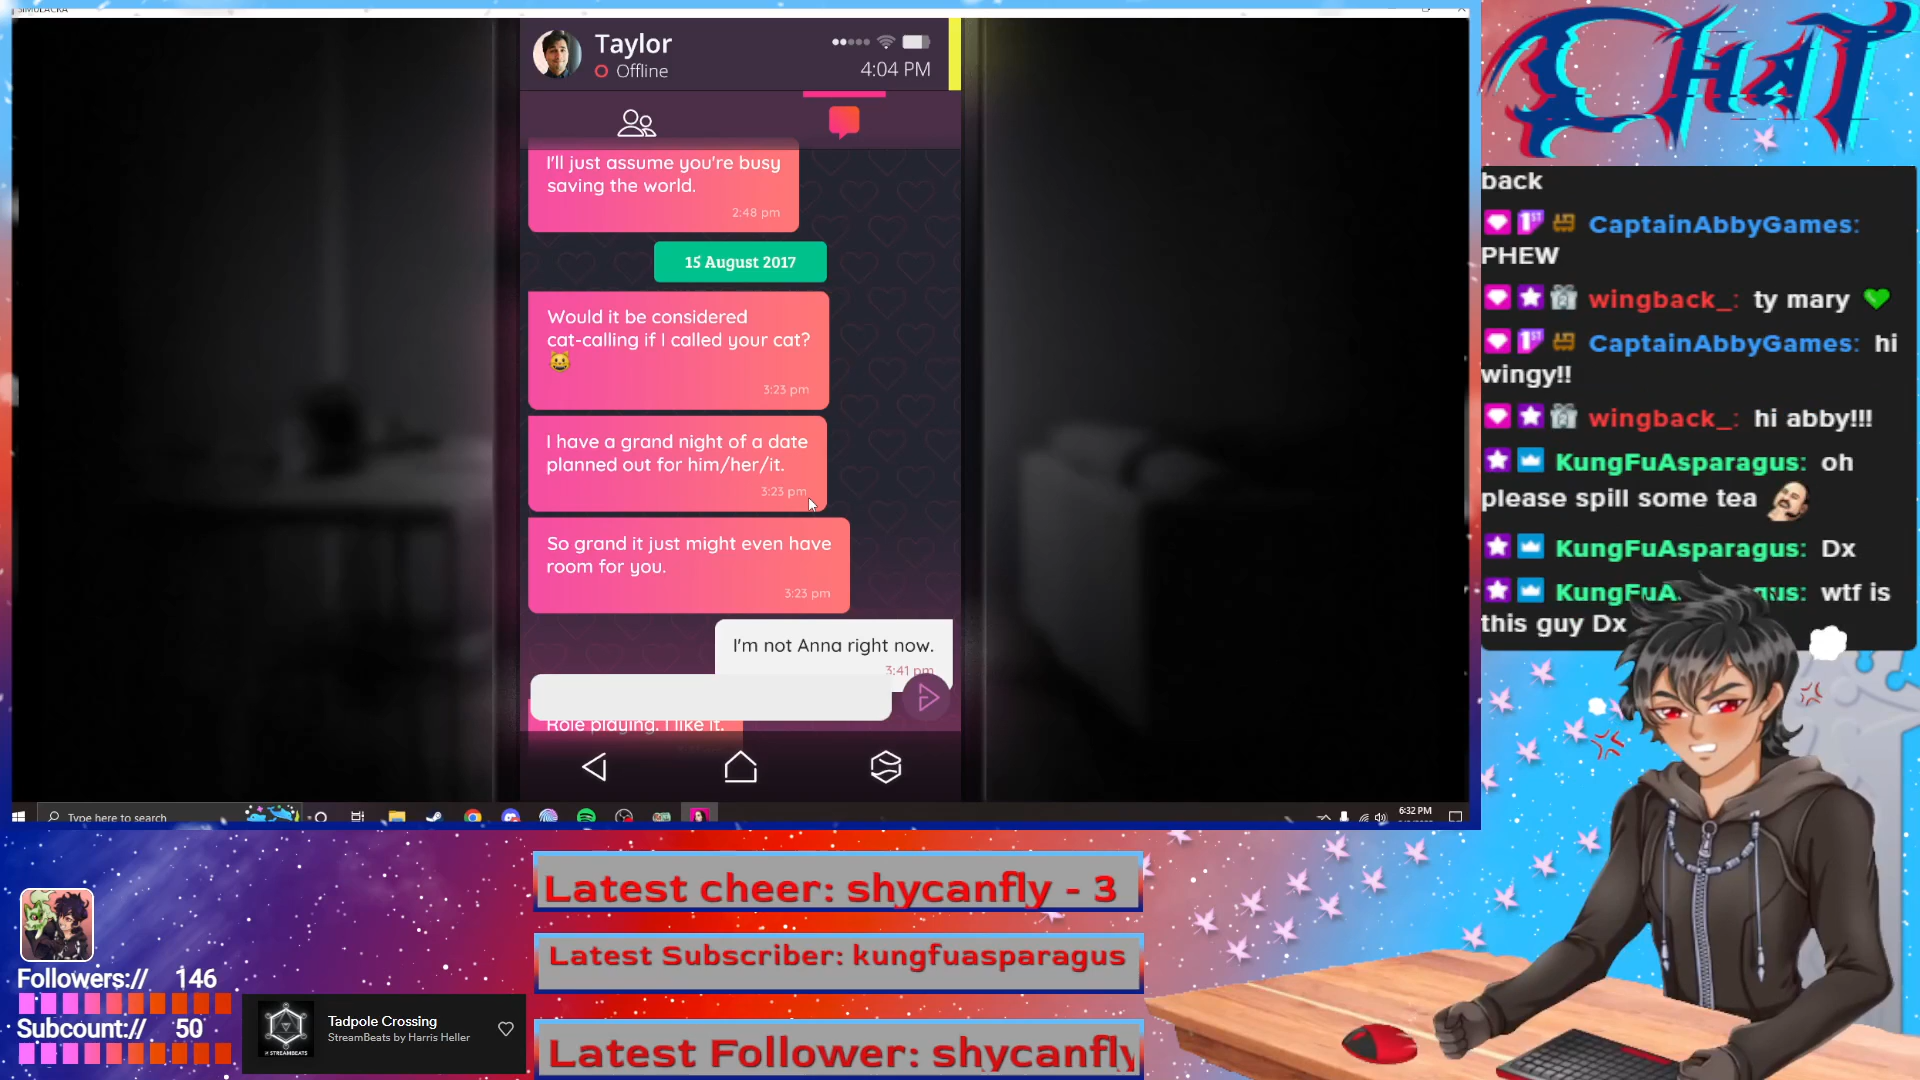 SIMULACRA
Taylor
Offline
4:04 PM
I'll just assume you're busy
saving the world.
2:48 pm
15 August 2017
Would it be considered
cat-calling if I called your cat?
3:23 pm
I have a grand night of a date
planned out for him/her/it.
3:23 pm
So grand it just might even have
room for you.
3:23 pm
I'm not Anna right now.
3:41 pm
Role playing. I like it.
Type here to search
6:32 PM
CHAT
back
CaptainAbbyGames:
PHEW
wingback_: ty mary
CaptainAbbyGames: hi
wingy!!
wingback_: hi abby!!!
KungFuAsparagus: oh
please spill some tea
KungFuAsparagus: Dx
KungFuA gus: wtf is
this guy Dx
Followers:// 146
Subcount:// 50
STREAMBEATS
Tadpole Crossing
StreamBeats by Harris Heller
Latest cheer: shycanfly - 3
Latest Subscriber: kungfuasparagus
Latest Follower: shycanfly